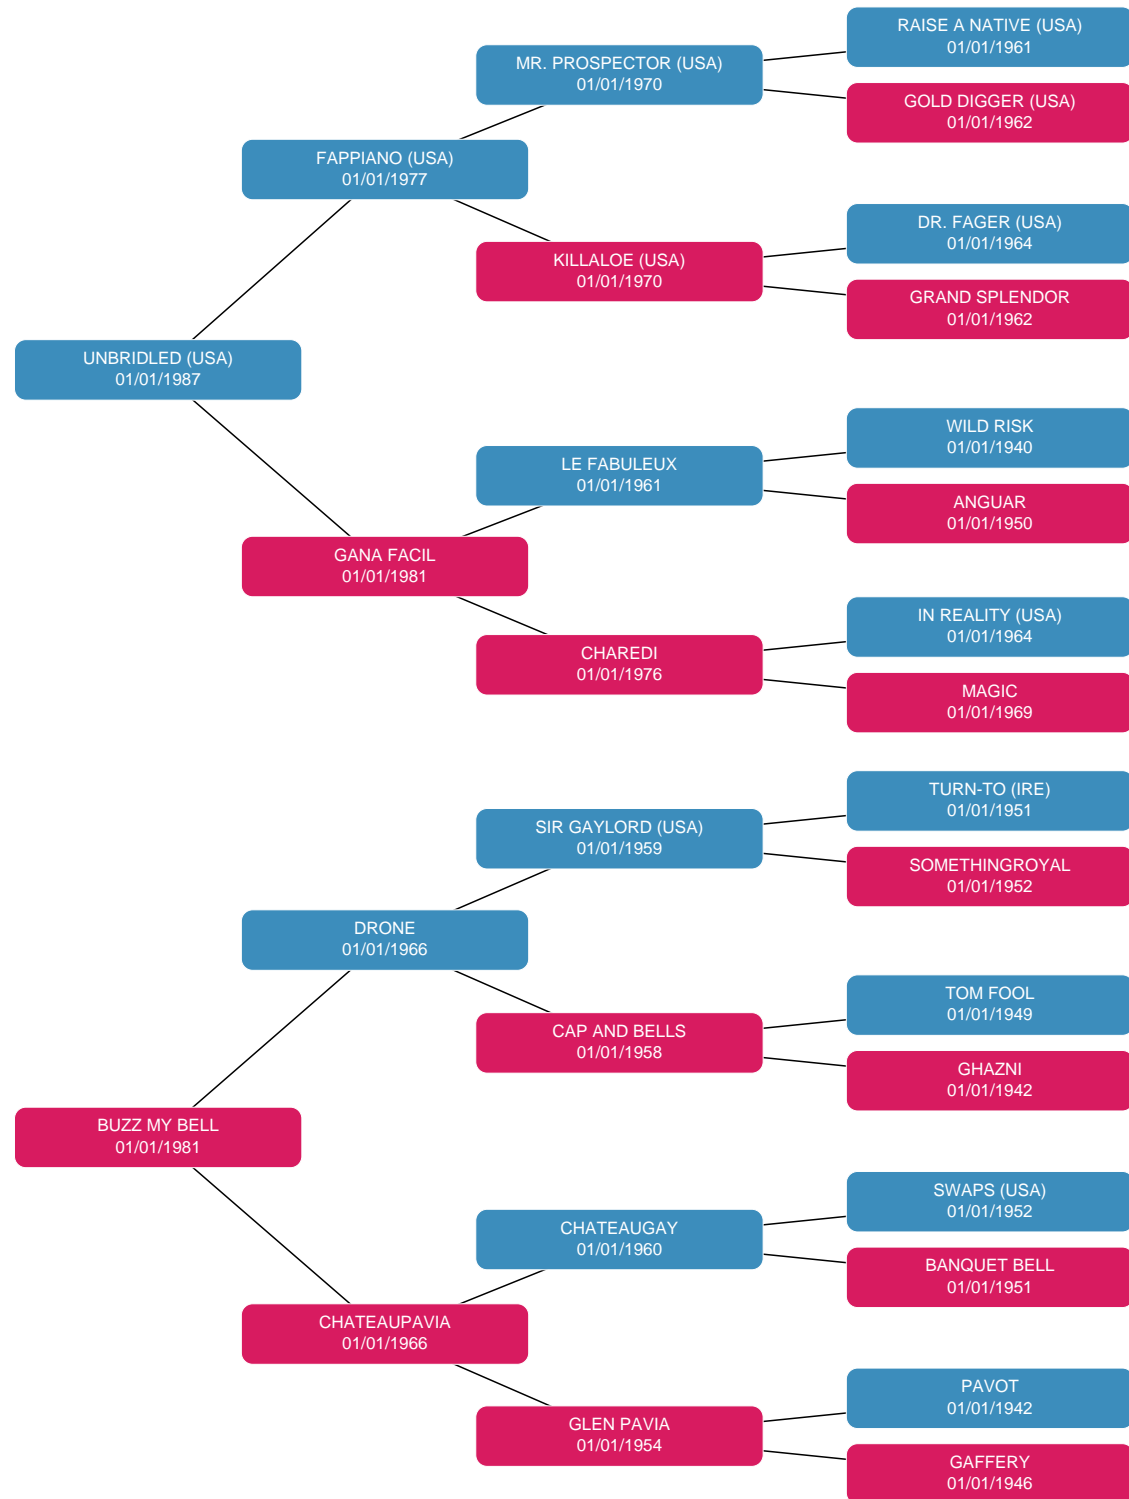 RAISE A NATIVE (USA)
01/01/1961
MR. PROSPECTOR (USA)
01/01/1970
GOLD DIGGER (USA)
01/01/1962
FAPPIANO (USA)
01/01/1977
DR. FAGER (USA)
01/01/1964
KILLALOE (USA)
01/01/1970
GRAND SPLENDOR
01/01/1962
UNBRIDLED (USA)
01/01/1987
WILD RISK
01/01/1940
LE FABULEUX
01/01/1961
ANGUAR
01/01/1950
GANA FACIL
01/01/1981
IN REALITY (USA)
01/01/1964
CHAREDI
01/01/1976
MAGIC
01/01/1969
TURN-TO (IRE)
01/01/1951
SIR GAYLORD (USA)
01/01/1959
SOMETHINGROYAL
01/01/1952
DRONE
01/01/1966
TOM FOOL
01/01/1949
CAP AND BELLS
01/01/1958
GHAZNI
01/01/1942
BUZZ MY BELL
01/01/1981
SWAPS (USA)
01/01/1952
CHATEAUGAY
01/01/1960
BANQUET BELL
01/01/1951
CHATEAUPAVIA
01/01/1966
PAVOT
01/01/1942
GLEN PAVIA
01/01/1954
GAFFERY
01/01/1946